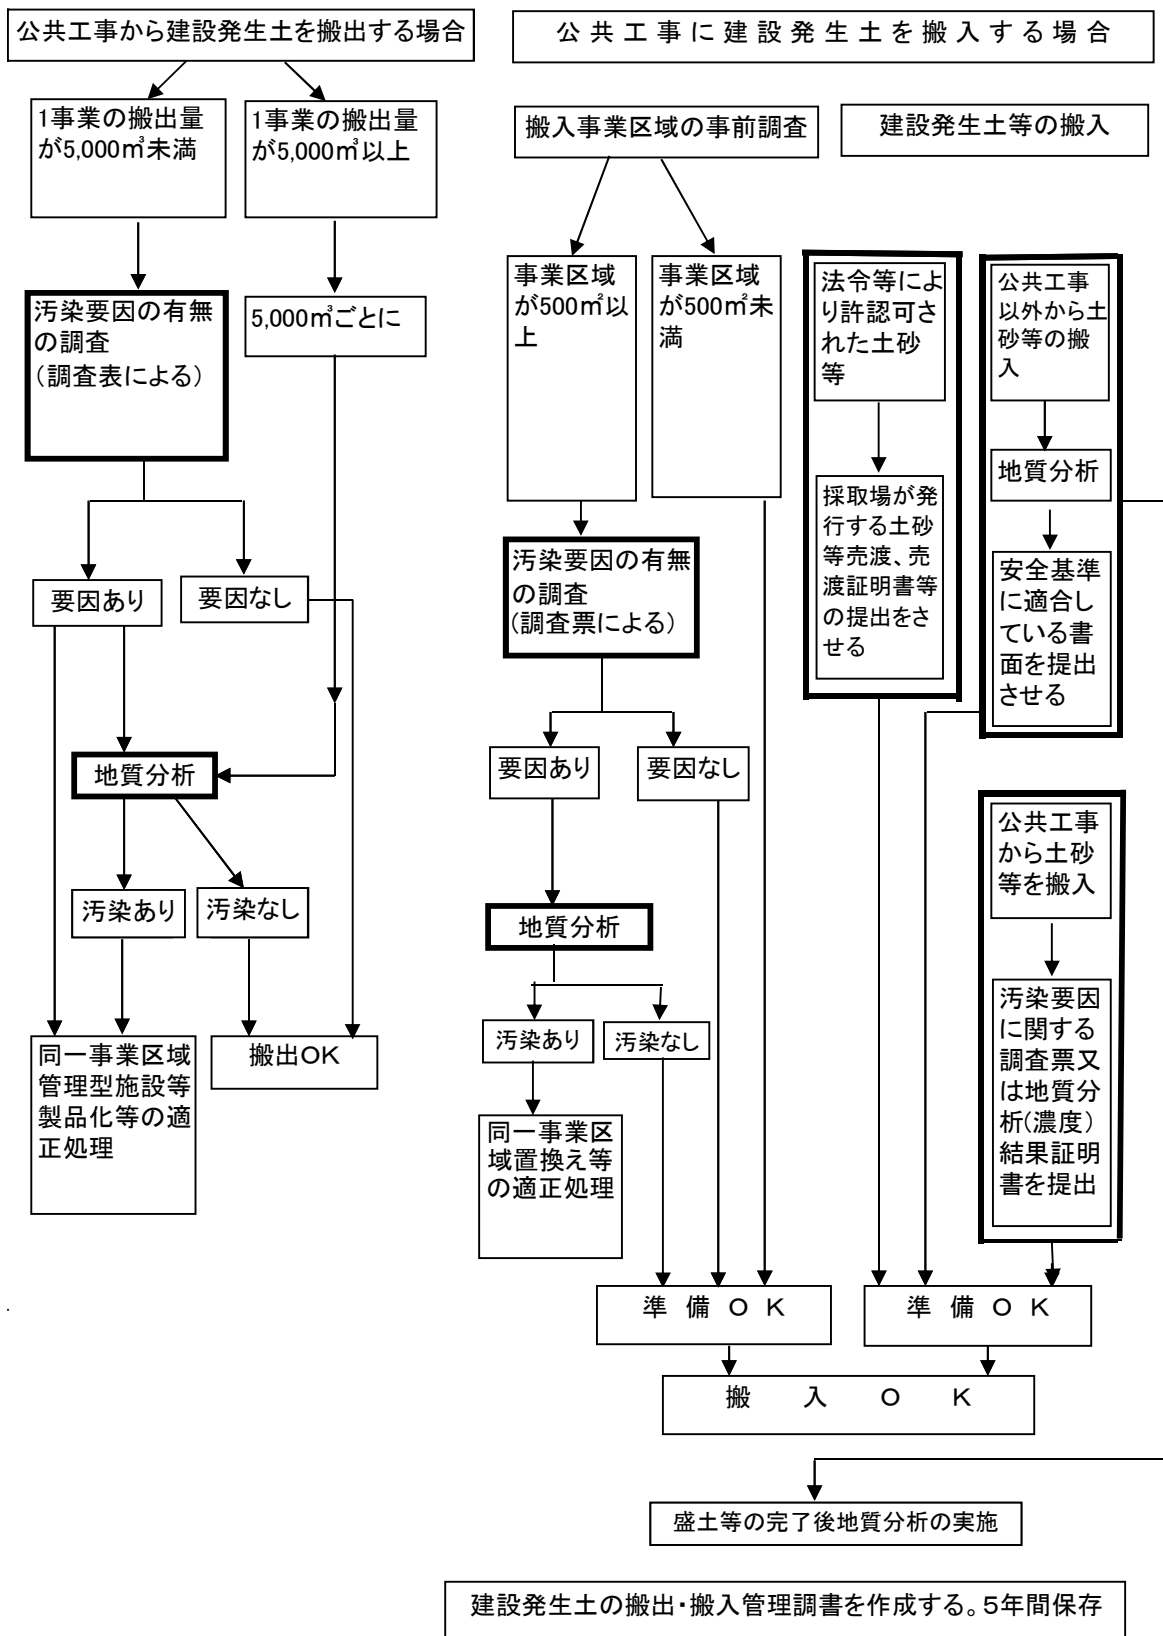 公共工事から建設発生土を搬出する場合
1事業の搬出量
が5,000㎥未満
1事業の搬出量
が5,000㎥以上
汚染要因の有無
の調査
(調査表による)
5,000㎥ごとに
要因あり
要因なし
地質分析
汚染あり
汚染なし
同一事業区域
管理型施設等
製品化等の適
正処理
搬出OK
公共工事に建設発生土を搬入する場合
搬入事業区域の事前調査
建設発生土等の搬入
事業区域
が500㎡以
上
事業区域
が500㎡未
満
汚染要因の有無
の調査
(調査票による)
要因あり
要因なし
地質分析
汚染あり
汚染なし
同一事業区
域置換え等
の適正処理
法令等によ
り許認可さ
れた土砂
等
採取場が発
行する土砂
等売渡、売
渡証明書等
の提出をさ
せる
公共工事
以外から土
砂等の搬
入
地質分析
安全基準
に適合し
ている書
面を提出
させる
公共工事
から土砂
等を搬入
汚染要因
に関する
調査票又
は地質分
析(濃度)
結果証明
書を提出
準備OK
準備OK
搬入OK
盛土等の完了後地質分析の実施
建設発生土の搬出・搬入管理調書を作成する。5年間保存